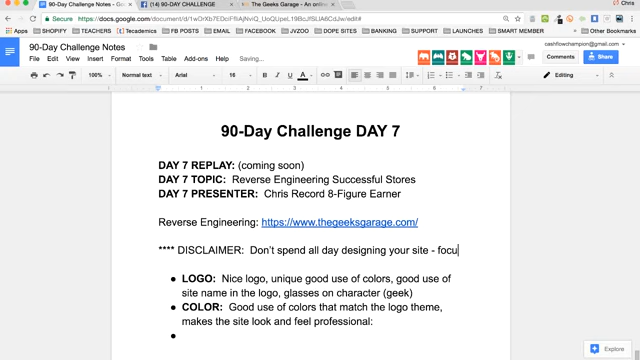 90-Day Challenge Notes - Go
(14) 90 DAY CHALLENGE
The Geeks Garage - An onlin
Chris
Secure
https://docs.google.com/document/d/1wCrKb7EcD0FfIAjNviQ_UoQUpeL19Bc//fSLIA6CdJw/edit#
Apps
SHOPIFY
TEACHERS
Tecademics
FB POSTS
EMAIL
FACEBOOK
JVZOO
DOPE SITES
BANKING
SUPPORT
LAUNCHES
SMART MEMBER
Other Bookmarks
90-Day Challenge Notes
cashflowchampion@gmail.com
File Edit View Insert Format Tools Table Add-ons Help Saving...
Comments
Share
100%
Normal text
Arial
16
B I U A
Editing
90-Day Challenge DAY 7
DAY 7 REPLAY: (coming soon)
DAY 7 TOPIC: Reverse Engineering Successful Stores
DAY 7 PRESENTER: Chris Record 8-Figure Earner
Reverse Engineering: https://www.thegeeksgarage.com/
**** DISCLAIMER: Don't spend all day designing your site - focu
● LOGO: Nice logo, unique good use of colors, good use of
site name in the logo, glasses on character (geek)
● COLOR: Good use of colors that match the logo theme,
makes the site look and feel professional:
●
Explore